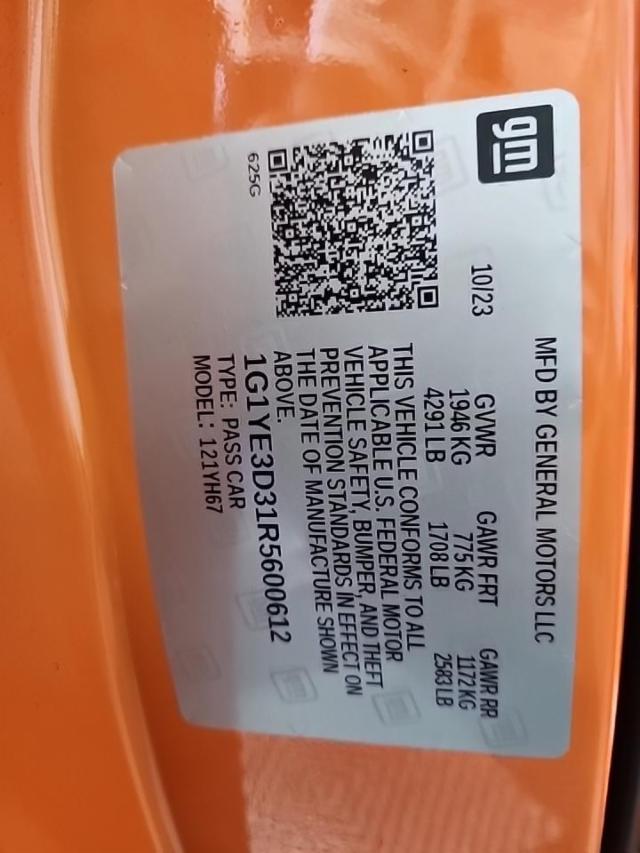 gm
MFD BY GENERAL MOTORS LLC
10/23
GVWR GAWR FRT GAWR RR
1946 KG 775 KG 1172 KG
4291 LB 1708 LB 2583 LB
THIS VEHICLE CONFORMS TO ALL
APPLICABLE U.S. FEDERAL MOTOR
VEHICLE SAFETY, BUMPER, AND THEFT
PREVENTION STANDARDS IN EFFECT ON
THE DATE OF MANUFACTURE SHOWN
ABOVE.
1G1YE3D31R5600612
TYPE: PASS CAR
MODEL: 121YH67
625G